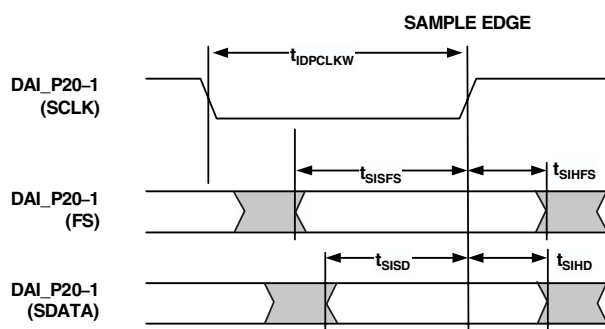 SAMPLE EDGE
tIDPCLKW
DAI_P20–1
(SCLK)
tSISFS
tSIHFS
DAI_P20–1
(FS)
tSISD
tSIHD
DAI_P20–1
(SDATA)